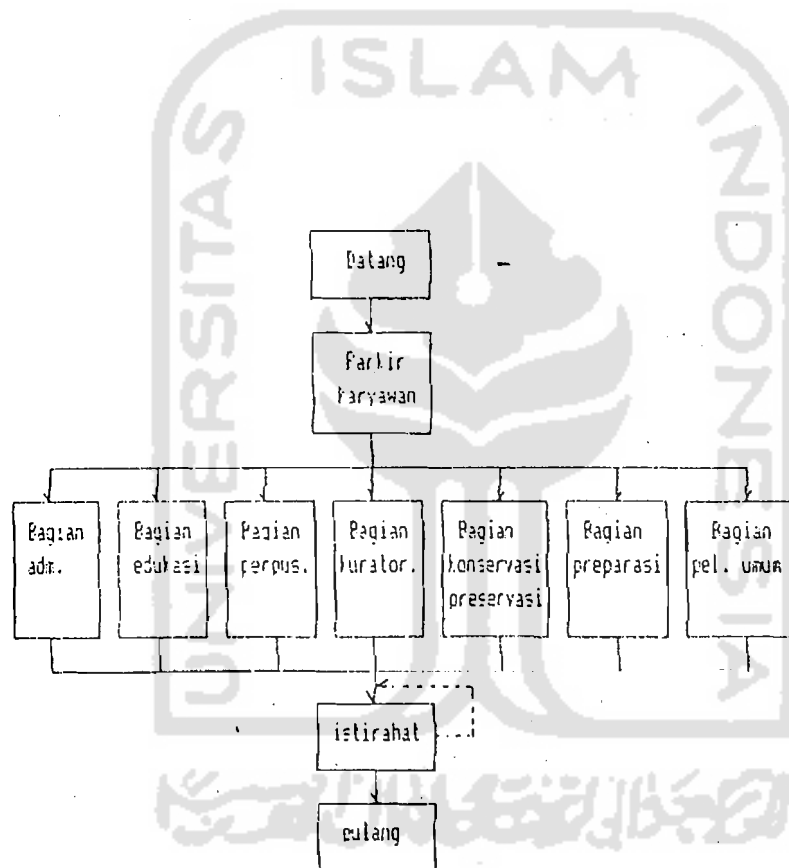 UNIVERSITAS
ISLAM
INDONESIA
Datang
Parkir
karyawan
Bagian
adm.
Bagian
edukasi
Bagian
perpus.
Bagian
kurator.
Bagian
konservasi
preservasi
Bagian
preparasi
Bagian
pel. umum
istirahat
pulang